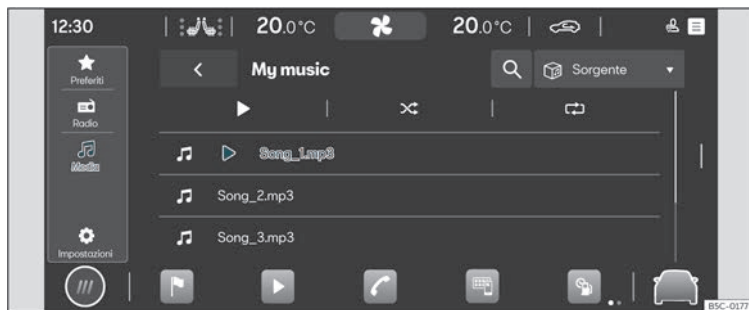 12:30
20.0°C
20.0°C
Preferiti
My music
Sorgente
Radio
Media
Song_1.mp3
Song_2.mp3
Song_3.mp3
Impostazioni
B5C-0177